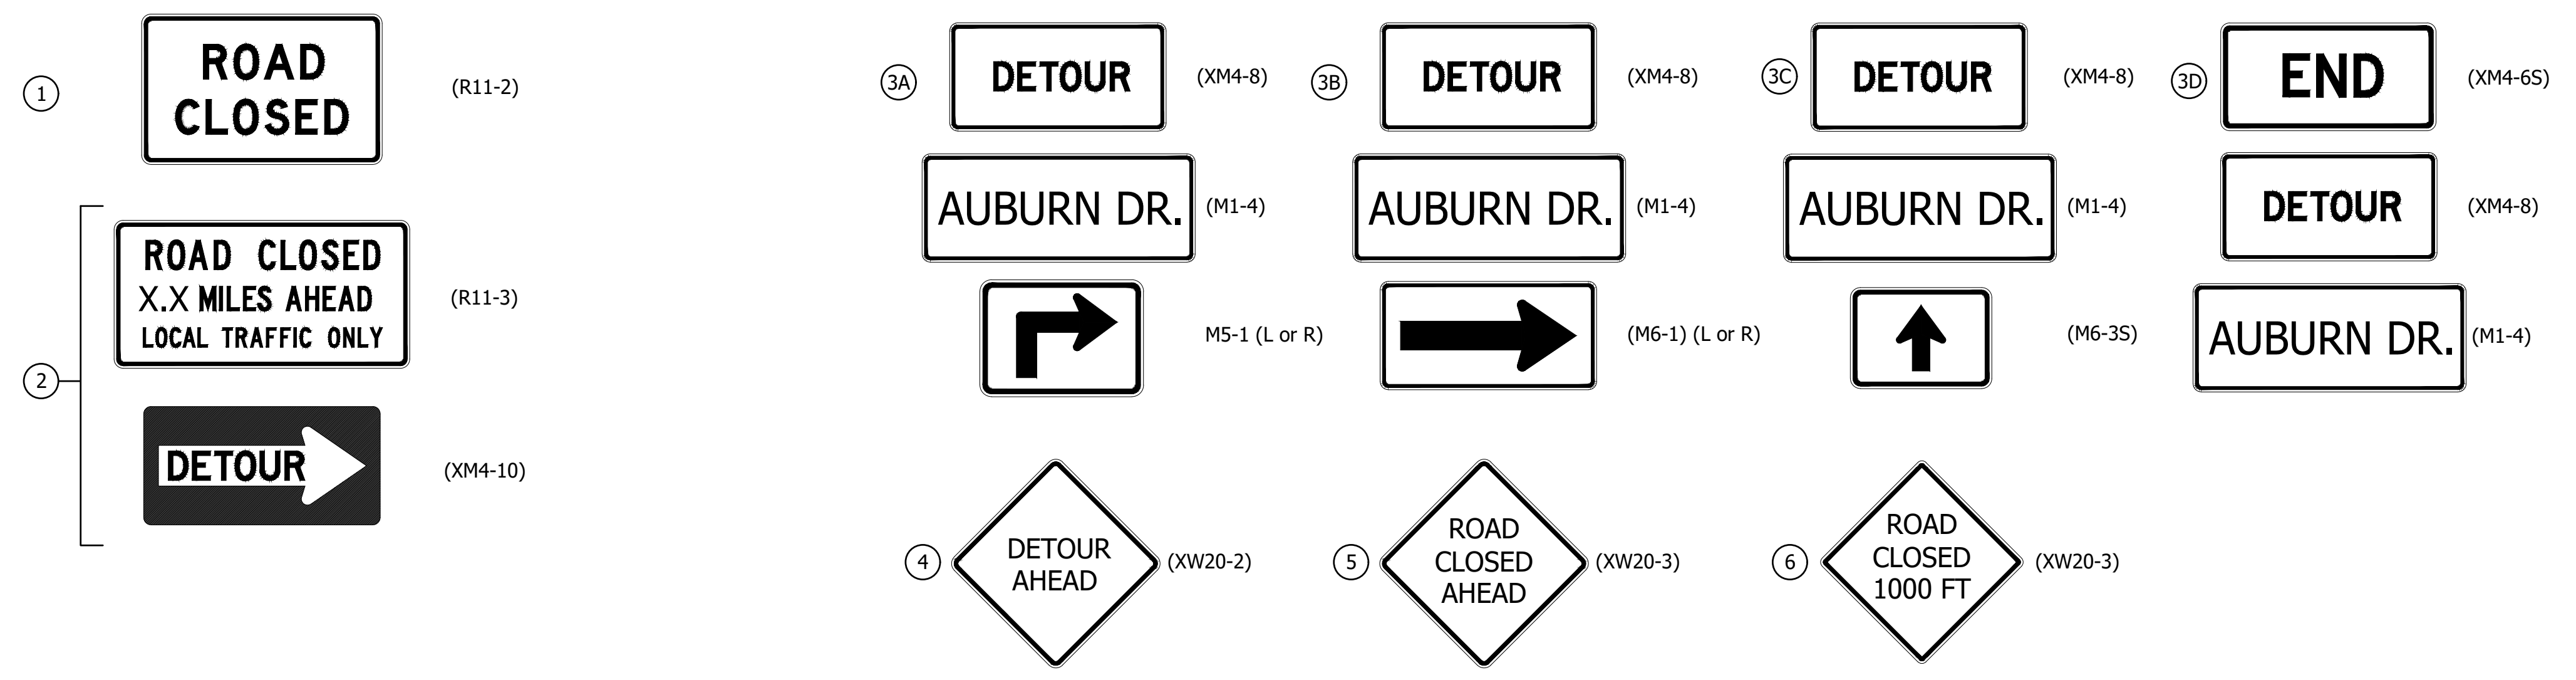 1
ROAD
CLOSED
(R11-2)
2
ROAD CLOSED
X.X MILES AHEAD
LOCAL TRAFFIC ONLY
(R11-3)
DETOUR
(XM4-10)
3A
DETOUR
(XM4-8)
AUBURN DR.
(M1-4)
M5-1 (L or R)
3B
DETOUR
(XM4-8)
AUBURN DR.
(M1-4)
(M6-1) (L or R)
3C
DETOUR
(XM4-8)
AUBURN DR.
(M1-4)
(M6-3S)
3D
END
(XM4-6S)
DETOUR
(XM4-8)
AUBURN DR.
(M1-4)
4
DETOUR
AHEAD
(XW20-2)
5
ROAD
CLOSED
AHEAD
(XW20-3)
6
ROAD
CLOSED
1000 FT
(XW20-3)